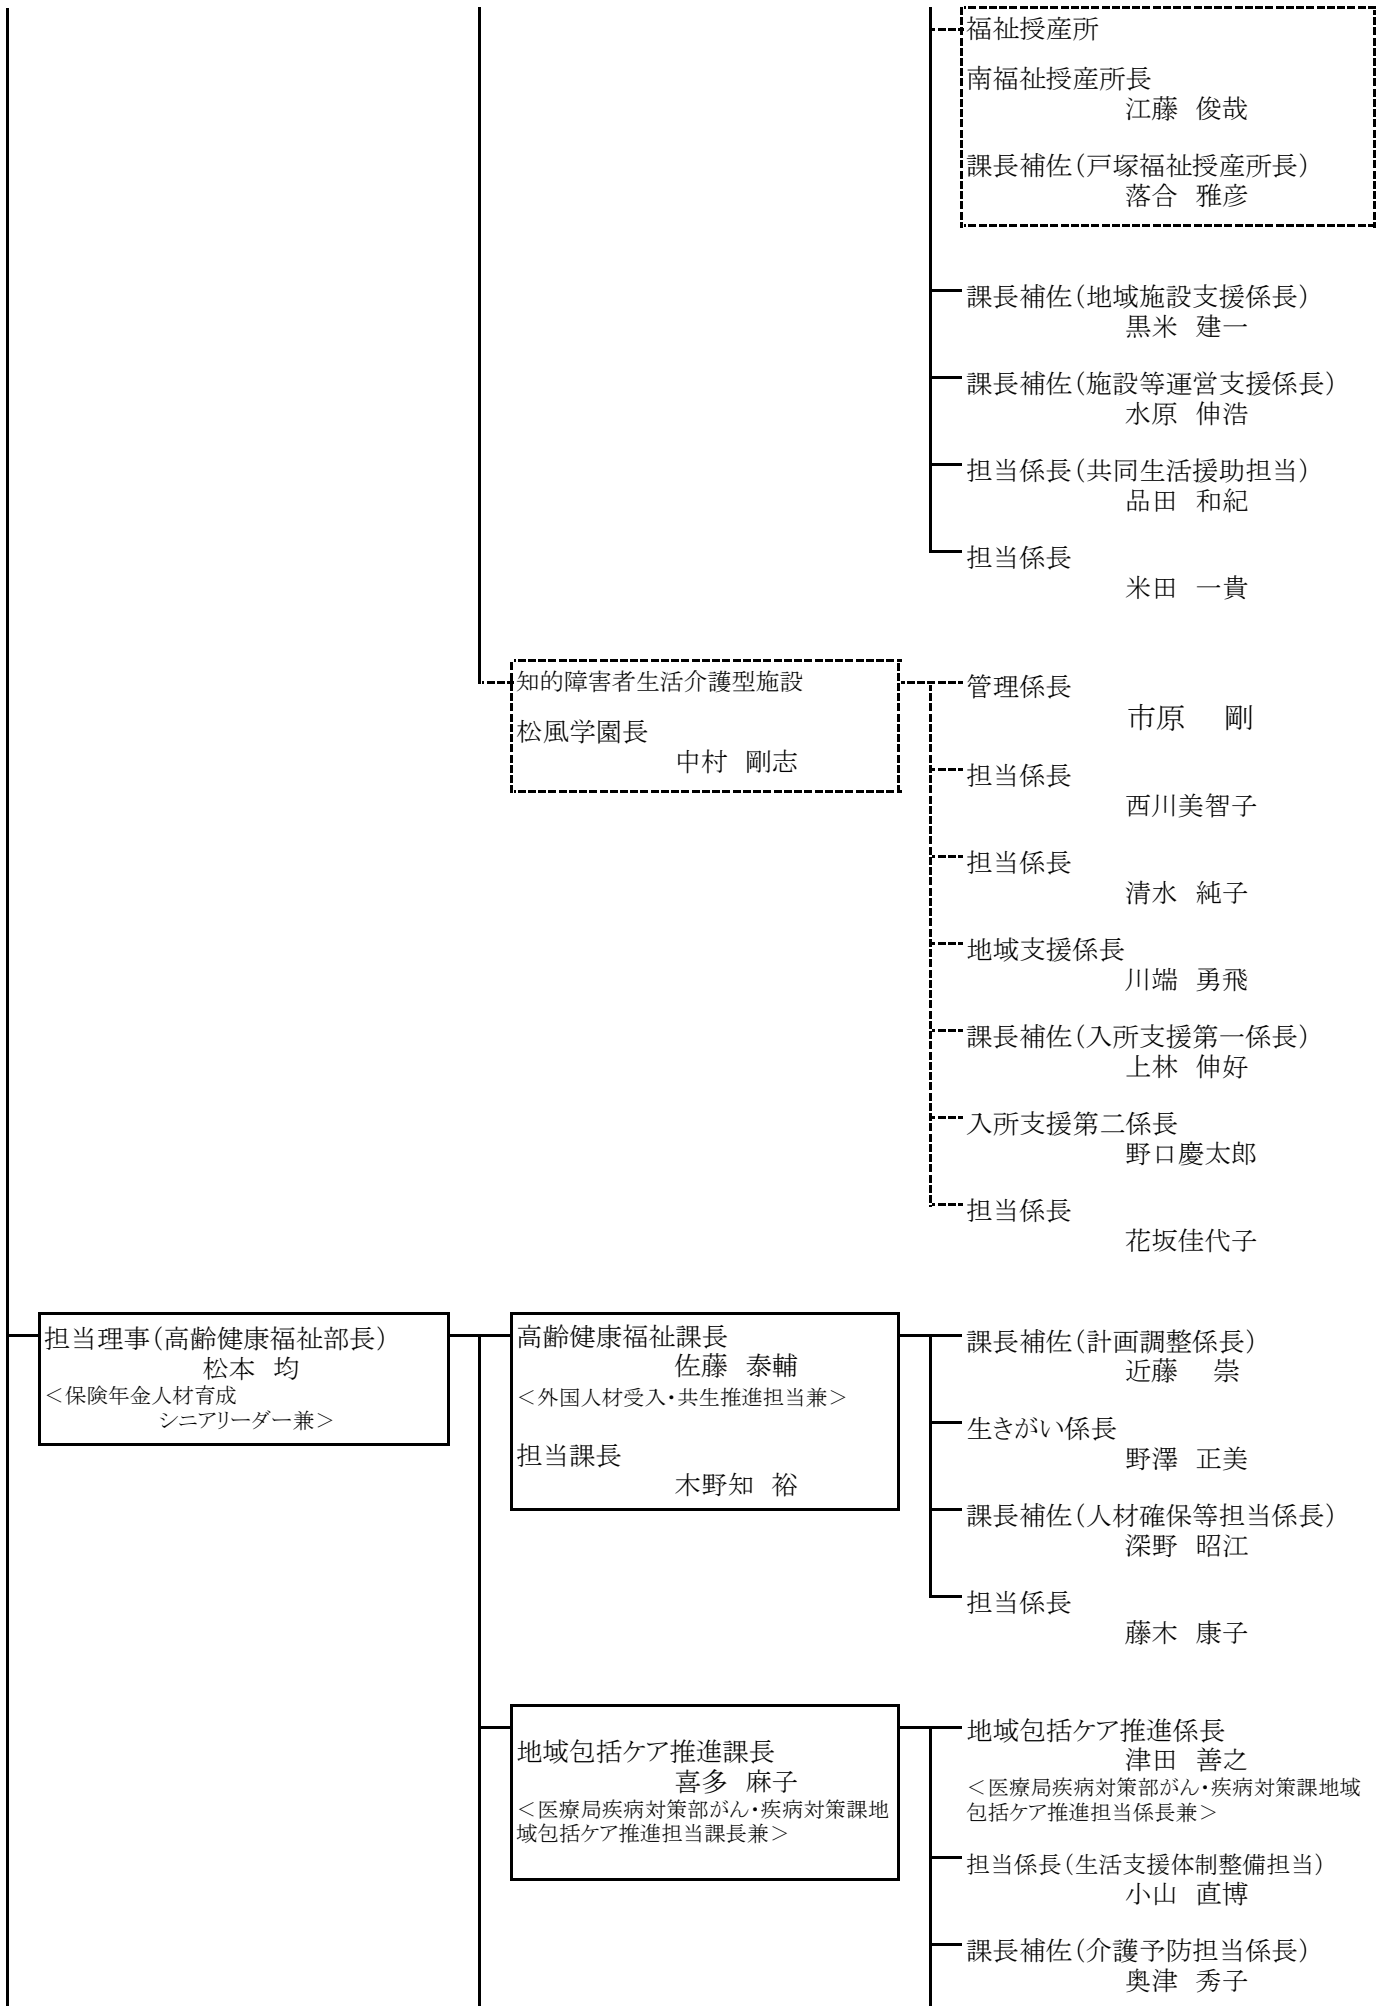 福祉授産所
南福祉授産所長
江藤 俊哉
課長補佐(戸塚福祉授産所長)
落合 雅彦
課長補佐(地域施設支援係長)
黒米 建一
課長補佐(施設等運営支援係長)
水原 伸浩
担当係長(共同生活援助担当)
品田 和紀
担当係長
米田 一貴
知的障害者生活介護型施設
松風学園長
中村 剛志
管理係長
市原 剛
担当係長
西川美智子
担当係長
清水 純子
地域支援係長
川端 勇飛
課長補佐(入所支援第一係長)
上林 伸好
入所支援第二係長
野口慶太郎
担当係長
花坂佳代子
担当理事(高齢健康福祉部長)
松本 均
<保険年金人材育成
シニアリーダー兼>
高齢健康福祉課長
佐藤 泰輔
<外国人材受入・共生推進担当兼>
担当課長
木野知 裕
課長補佐(計画調整係長)
近藤 崇
生きがい係長
野澤 正美
課長補佐(人材確保等担当係長)
深野 昭江
担当係長
藤木 康子
地域包括ケア推進課長
喜多 麻子
<医療局疾病対策部がん・疾病対策課地
域包括ケア推進担当課長兼>
地域包括ケア推進係長
津田 善之
<医療局疾病対策部がん・疾病対策課地域
包括ケア推進担当係長兼>
担当係長(生活支援体制整備担当)
小山 直博
課長補佐(介護予防担当係長)
奥津 秀子